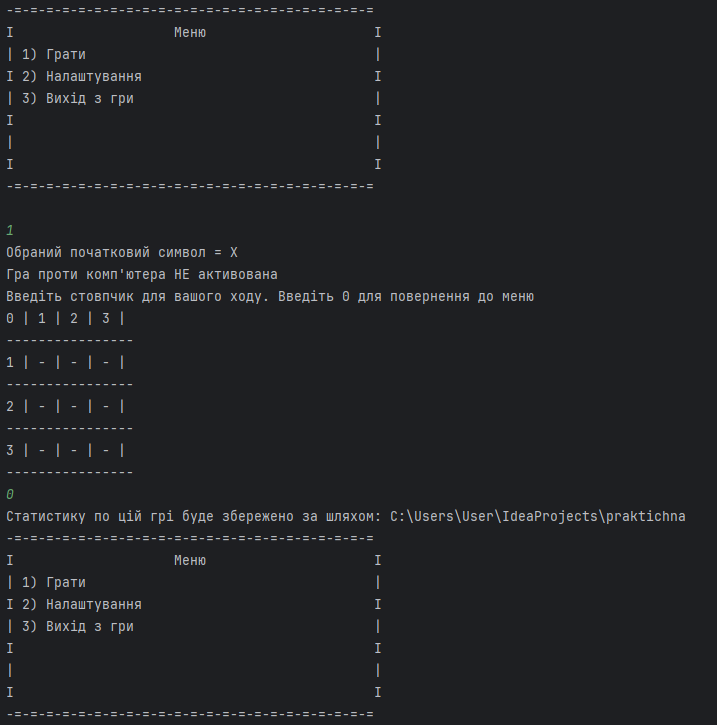 -=-=-=-=-=-=-=-=-=-=-=-=-=-=-=-=-=-=-=-=-=-=-=
I                    Меню                     I
| 1) Грати                                    |
I 2) Налаштування                             I
| 3) Вихід з гри                              |
I                                             I
|                                             |
I                                             I
-=-=-=-=-=-=-=-=-=-=-=-=-=-=-=-=-=-=-=-=-=-=-=
1
Обраний початковий символ = X
Гра проти комп'ютера НЕ активована
Введіть стовпчик для вашого ходу. Введіть 0 для повернення до меню
0 | 1 | 2 | 3 |
----------------
1 | - | - | - |
----------------
2 | - | - | - |
----------------
3 | - | - | - |
----------------
0
Статистику по цій грі буде збережено за шляхом: C:\Users\User\IdeaProjects\praktichna
-=-=-=-=-=-=-=-=-=-=-=-=-=-=-=-=-=-=-=-=-=-=-=
I                    Меню                     I
| 1) Грати                                    |
I 2) Налаштування                             I
| 3) Вихід з гри                              |
I                                             I
|                                             |
I                                             I
-=-=-=-=-=-=-=-=-=-=-=-=-=-=-=-=-=-=-=-=-=-=-=